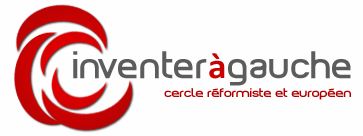 inventeràgauche
cercle réformiste et européen